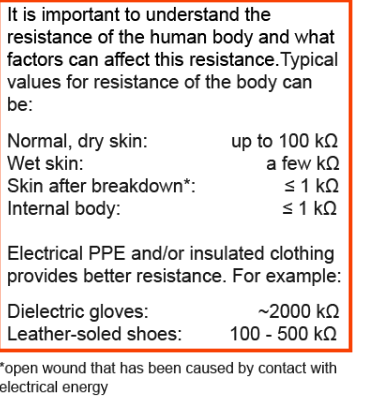 It is important to understand the
resistance of the human body and what
factors can affect this resistance.Typical
values for resistance of the body can
be:
Normal, dry skin: up to 100 kΩ
Wet skin: a few kΩ
Skin after breakdown*: ≤ 1 kΩ
Internal body: ≤ 1 kΩ
Electrical PPE and/or insulated clothing
provides better resistance. For example:
Dielectric gloves: ~2000 kΩ
Leather-soled shoes: 100 - 500 kΩ
*open wound that has been caused by contact with
electrical energy